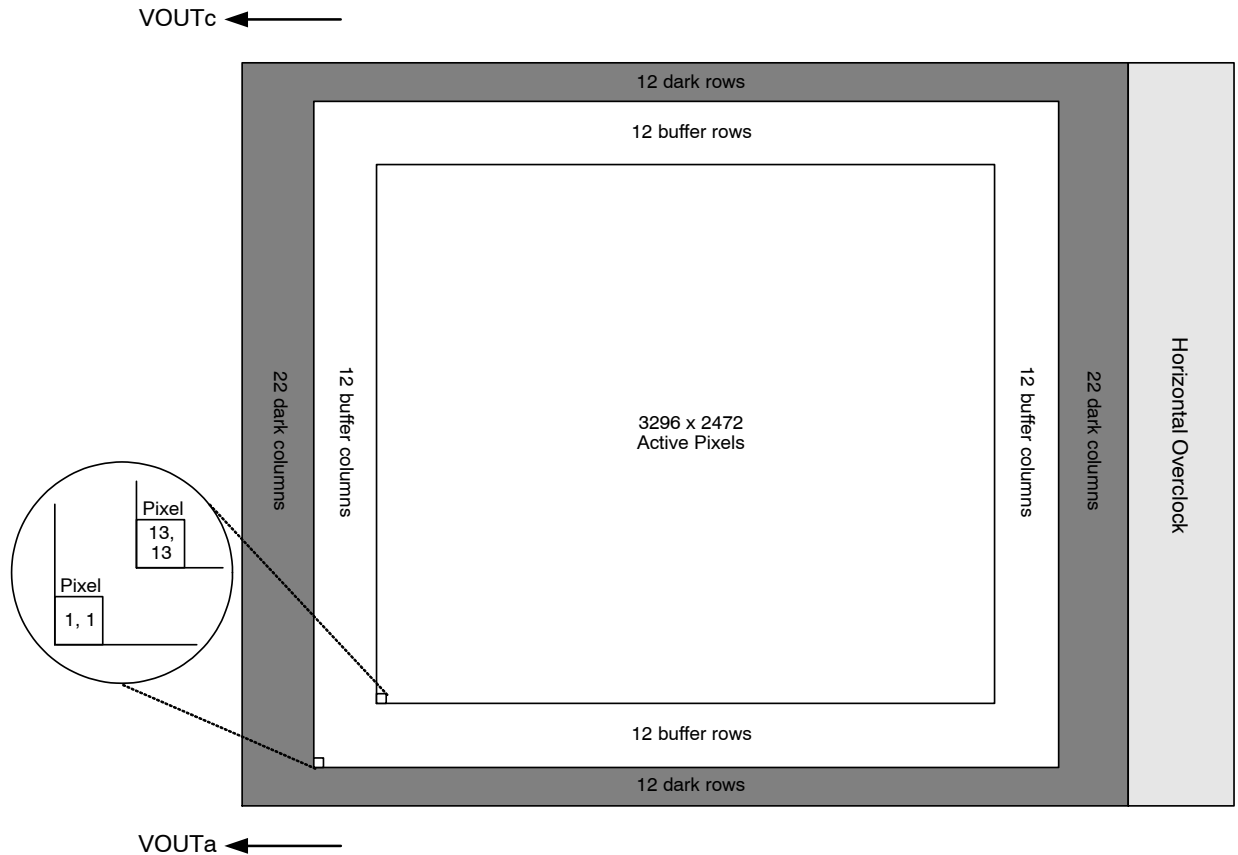 VOUTc
12 dark rows
12 buffer rows
22 dark columns
12 buffer columns
3296 x 2472
Active Pixels
12 buffer columns
22 dark columns
Horizontal Overclock
Pixel
13,
13
Pixel
1, 1
12 buffer rows
12 dark rows
VOUTa